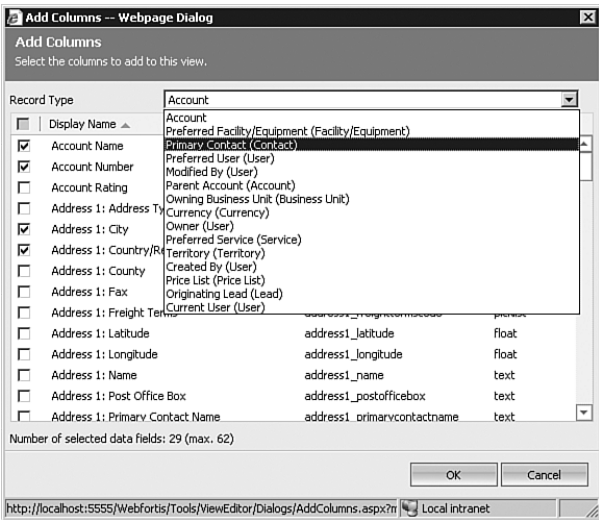 Add Columns -- Webpage Dialog
Add Columns
Select the columns to add to this view.
Record Type
Account
Account
Preferred Facility/Equipment (Facility/Equipment)
Primary Contact (Contact)
Preferred User (User)
Modified By (User)
Parent Account (Account)
Owning Business Unit (Business Unit)
Currency (Currency)
Owner (User)
Preferred Service (Service)
Territory (Territory)
Created By (User)
Price List (Price List)
Originating Lead (Lead)
Current User (User)
Display Name
Account Name
Account Number
Account Rating
Address 1: Address Ty
Address 1: City
Address 1: Country/Re
Address 1: County
Address 1: Fax
Address 1: Freight Terms address1_freighttermscode picklist
Address 1: Latitude address1_latitude float
Address 1: Longitude address1_longitude float
Address 1: Name address1_name text
Address 1: Post Office Box address1_postofficebox text
Address 1: Primary Contact Name address1_primarycontactname text
Number of selected data fields: 29 (max. 62)
OK Cancel
http://localhost:5555/Webfortis/Tools/ViewEditor/Dialogs/AddColumns.aspx?m Local intranet